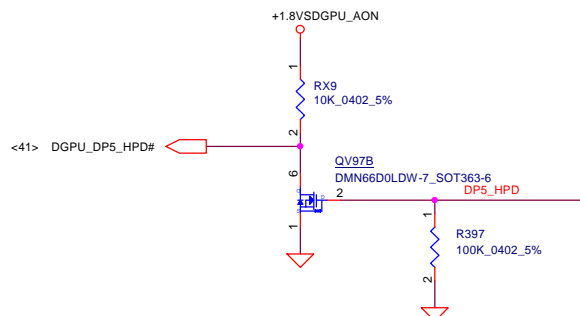 +1.8VSDGPU_AON
1
RX9
10K_0402_5%
2
<41> DGPU_DP5_HPD#
QV97B
6
DMN66D0LDW-7_SOT363-6
2
DP5_HPD
1
1
R397
100K_0402_5%
2